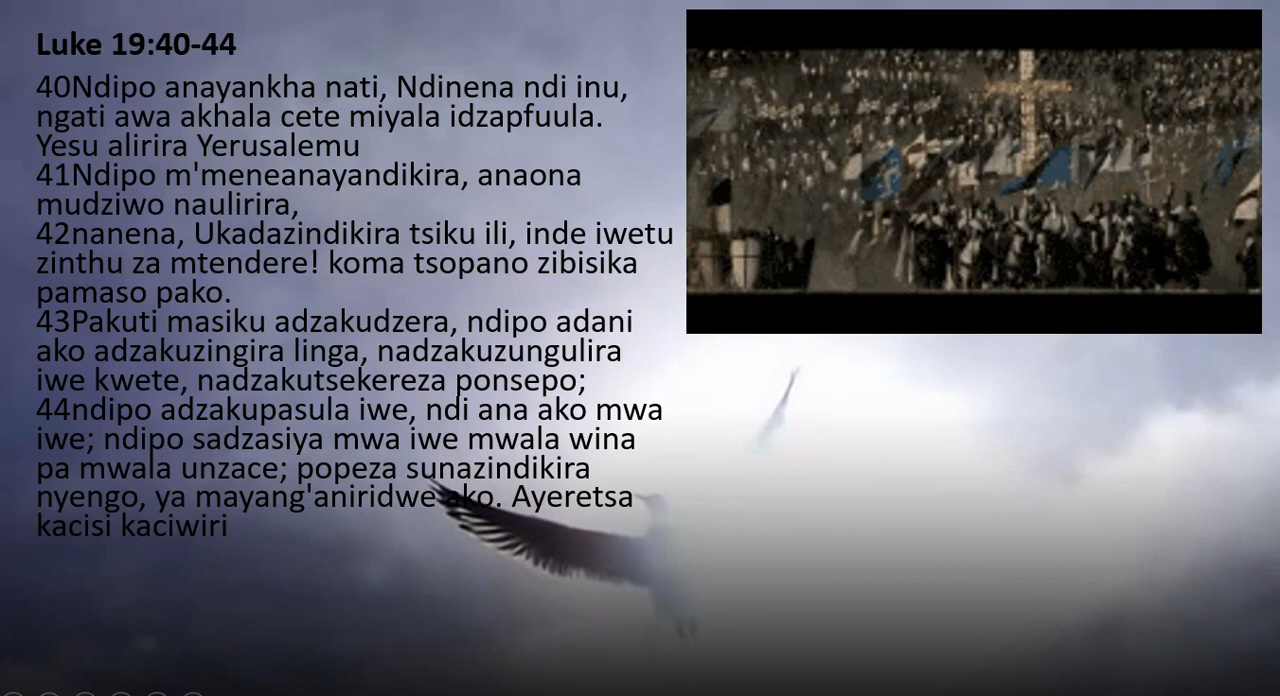 Luke 19:40-44
40Ndipo anayankha nati, Ndinena ndi inu,
ngati awa akhala cete miyala idzapfuula.
Yesu alirira Yerusalemu
41Ndipo m'meneanayandikira, anaona
mudziwo naulirira,
42nanena, Ukadazindikira tsiku ili, inde iwetu
zinthu za mtendere! koma tsopano zibisika
pamaso pako.
43Pakuti masiku adzakudzera, ndipo adani
ako adzakuzingira linga, nadzakuzungulira
iwe kwete, nadzakutsekereza ponsepo;
44ndipo adzakupasula iwe, ndi ana ako mwa
iwe; ndipo sadzasiya mwa iwe mwala wina
pa mwala unzace; popeza sunazindikira
nyengo, ya mayang'aniridwe ako. Ayeretsa
kacisi kaciwiri